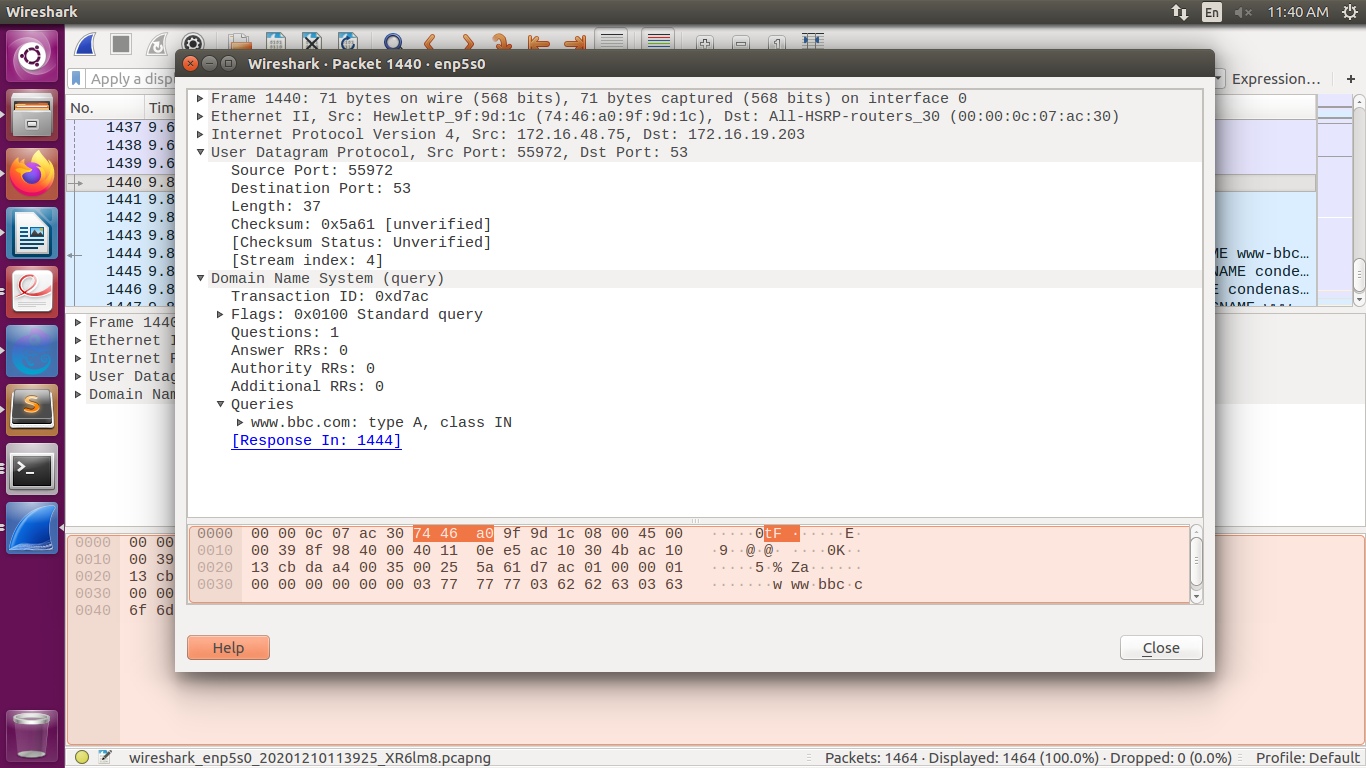 Wireshark
En
11:40 AM
Wireshark · Packet 1440 · enp5s0
Apply a disp
Expression…
+
No.
Time
1437 9.6
1438 9.6
1439 9.6
1440 9.8
1441 9.8
1442 9.8
1443 9.8
1444 9.8
1445 9.8
1446 9.8
ME www-bbc…
NAME conde…
E condenas…
Frame 1440: 71 bytes on wire (568 bits), 71 bytes captured (568 bits) on interface 0
Ethernet II, Src: HewlettP_9f:9d:1c (74:46:a0:9f:9d:1c), Dst: All-HSRP-routers_30 (00:00:0c:07:ac:30)
Internet Protocol Version 4, Src: 172.16.48.75, Dst: 172.16.19.203
User Datagram Protocol, Src Port: 55972, Dst Port: 53
Source Port: 55972
Destination Port: 53
Length: 37
Checksum: 0x5a61 [unverified]
[Checksum Status: Unverified]
[Stream index: 4]
Domain Name System (query)
Transaction ID: 0xd7ac
Flags: 0x0100 Standard query
Questions: 1
Answer RRs: 0
Authority RRs: 0
Additional RRs: 0
Queries
www.bbc.com: type A, class IN
[Response In: 1444]
Frame 1440
Ethernet I
Internet P
User Datag
Domain Nam
0000 00 00 0c 07 ac 30 74 46 a0 9f 9d 1c 08 00 45 00 ·····0tF ······E·
0010 00 39 8f 98 40 00 40 11 0e e5 ac 10 30 4b ac 10 ·9··@·@· ····0K··
0020 13 cb da a4 00 35 00 25 5a 61 d7 ac 01 00 00 01 ·····5·% Za······
0030 00 00 00 00 00 00 03 77 77 77 03 62 62 63 03 63 ·······w ww·bbc·c
0000 00 00
0010 00 39
0020 13 cb
0030 00 00
0040 6f 6d
Help
Close
wireshark_enp5s0_20201210113925_XR6lm8.pcapng
Packets: 1464 · Displayed: 1464 (100.0%) · Dropped: 0 (0.0%)
Profile: Default